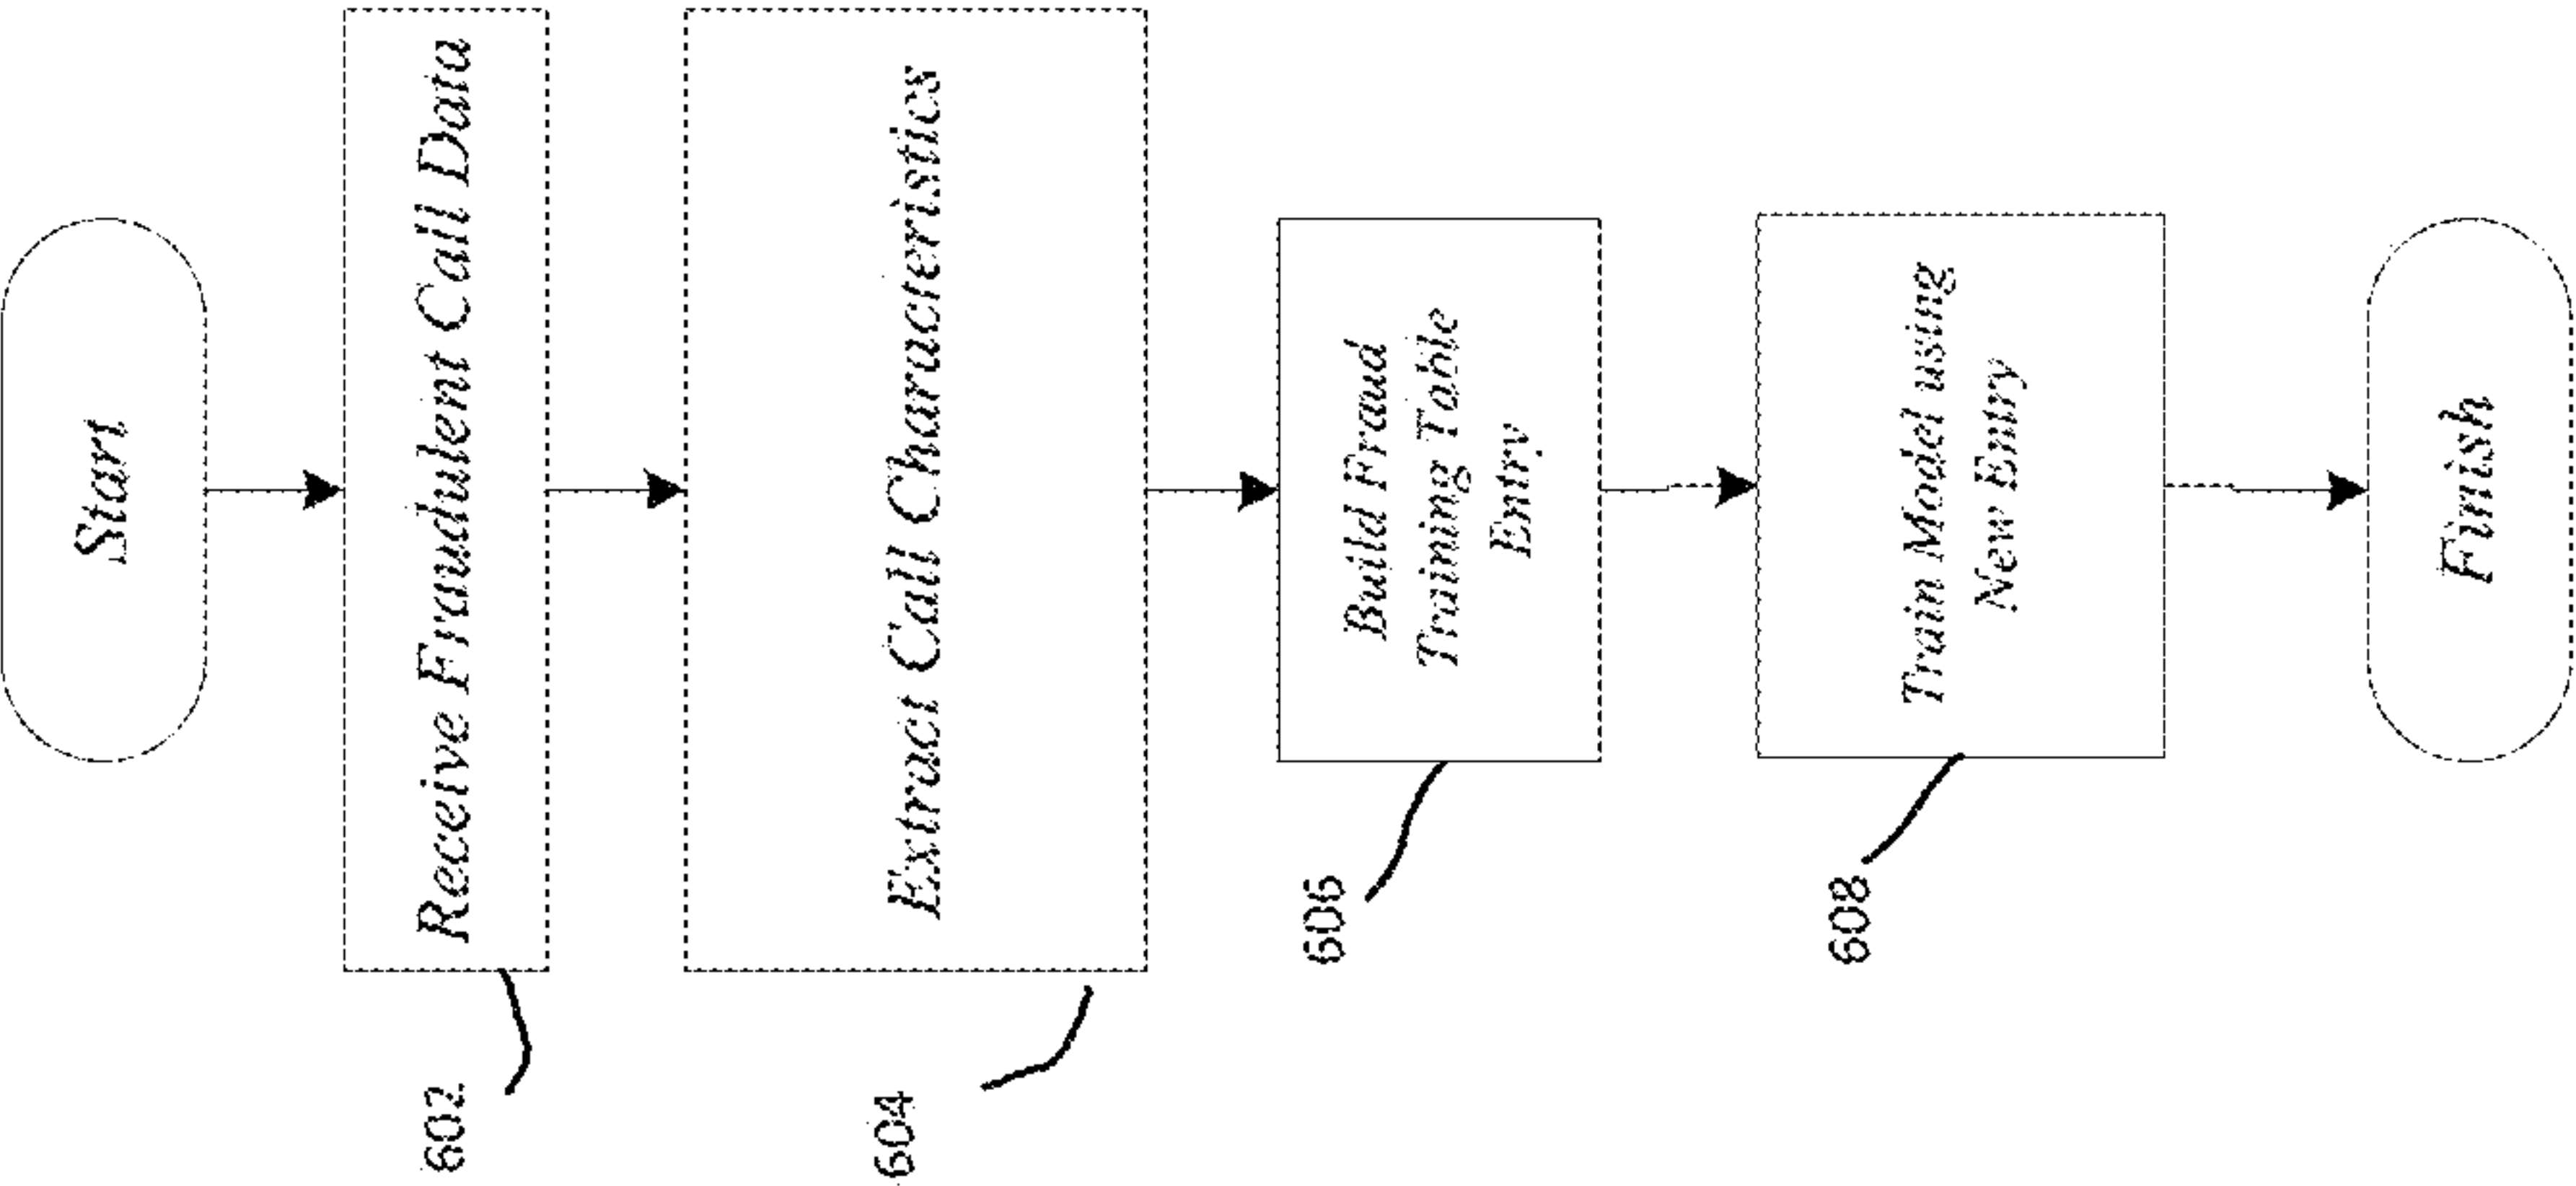 Start
Receive Fraudulent Call Data
602
Extract Call Characteristics
604
Build Fraud
Training Table
Entry
606
Train Model using
New Entry
608
Finish